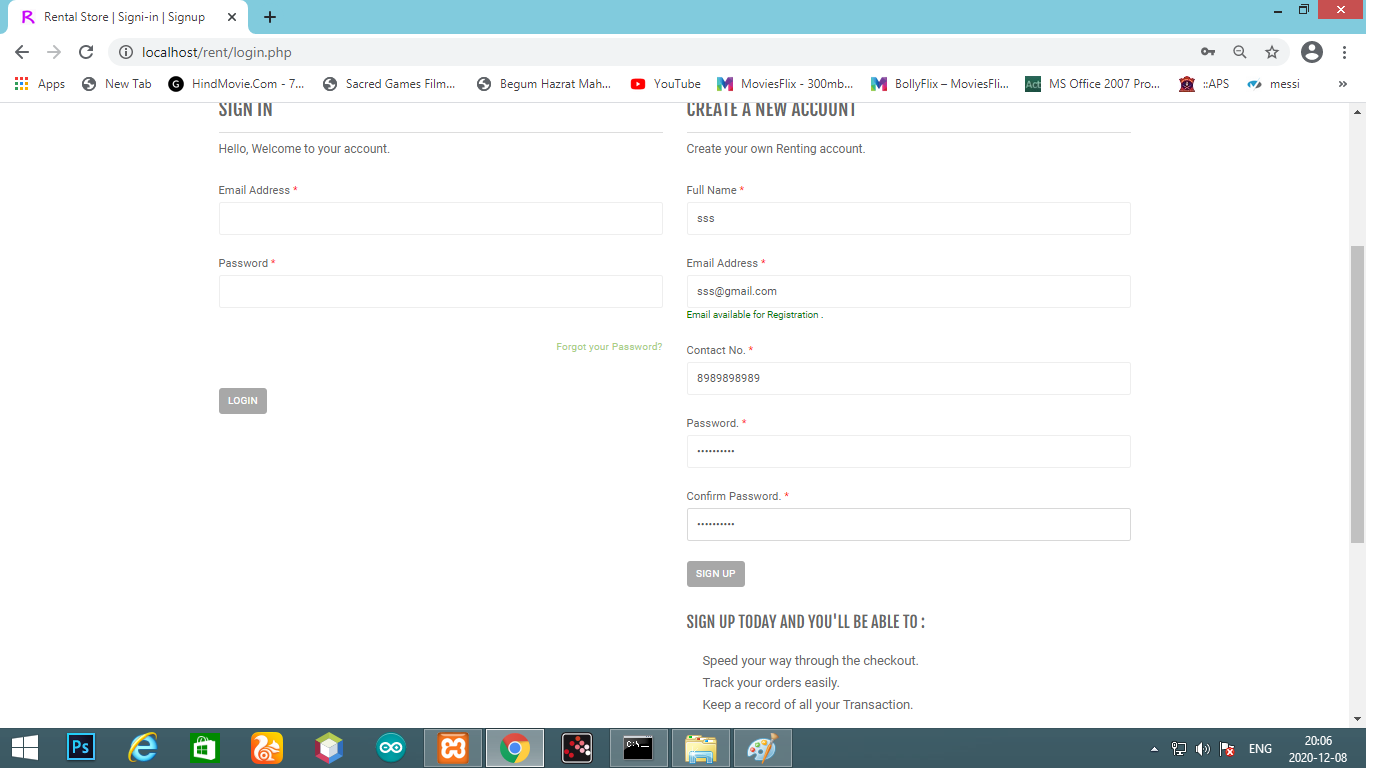 Rental Store | Signi-in | Signup
localhost/rent/login.php
Apps New Tab HindMovie.Com - 7... Sacred Games Film... Begum Hazrat Mah... YouTube MoviesFlix - 300mb... BollyFlix – MoviesFli... Act MS Office 2007 Pro... ::APS messi »
SIGN IN
Hello, Welcome to your account.
Email Address *
Password *
Forgot your Password?
LOGIN
CREATE A NEW ACCOUNT
Create your own Renting account.
Full Name *
sss
Email Address *
sss@gmail.com
Email available for Registration .
Contact No. *
8989898989
Password. *
••••••••••
Confirm Password. *
••••••••••
SIGN UP
SIGN UP TODAY AND YOU'LL BE ABLE TO :
Speed your way through the checkout.
Track your orders easily.
Keep a record of all your Transaction.
Ps
C:\_
ENG
20:06
2020-12-08